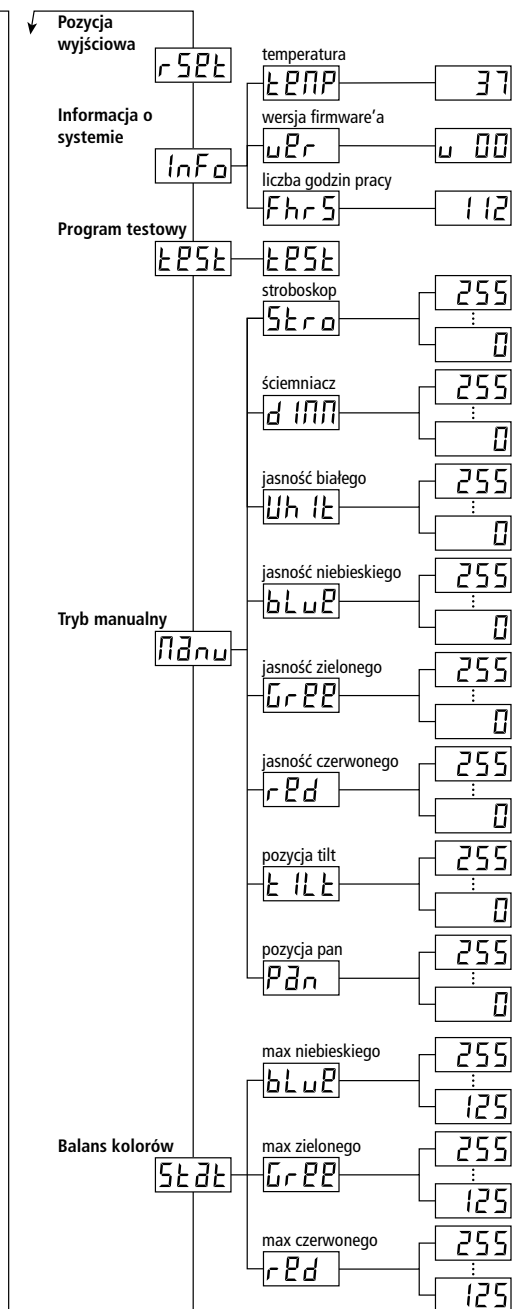 Pozycja
wyjściowa
rSEt
Informacja o
systemie
InFo
temperatura
tEMP
37
wersja firmware'a
vEr
v 00
liczba godzin pracy
FhrS
112
Program testowy
tESt
tESt
Tryb manualny
Manu
stroboskop
Stro
255
0
ściemniacz
dIMM
255
0
jasność białego
WhIt
255
0
jasność niebieskiego
bLuE
255
0
jasność zielonego
GrEE
255
0
jasność czerwonego
rEd
255
0
pozycja tilt
tILt
255
0
pozycja pan
Pan
255
0
Balans kolorów
Stat
max niebieskiego
bLuE
255
125
max zielonego
GrEE
255
125
max czerwonego
rEd
255
125